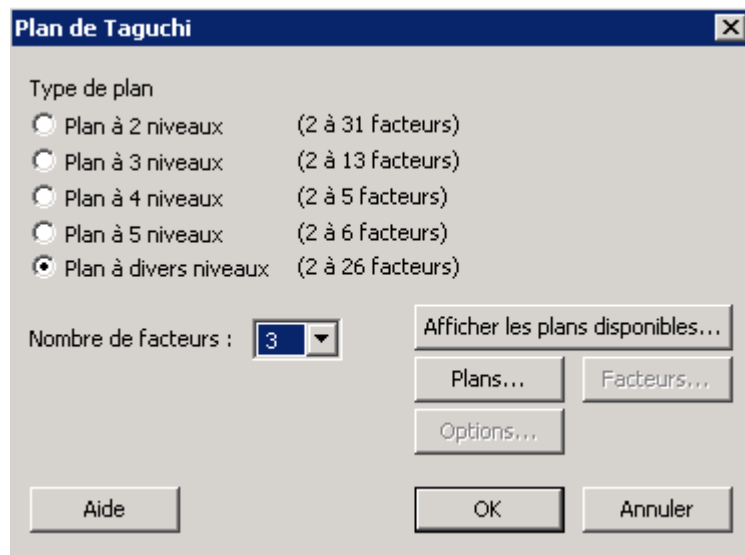 Plan de Taguchi
Type de plan
Plan à 2 niveaux (2 à 31 facteurs)
Plan à 3 niveaux (2 à 13 facteurs)
Plan à 4 niveaux (2 à 5 facteurs)
Plan à 5 niveaux (2 à 6 facteurs)
Plan à divers niveaux (2 à 26 facteurs)
Nombre de facteurs : 3
Afficher les plans disponibles...
Plans... Facteurs...
Options...
Aide OK Annuler